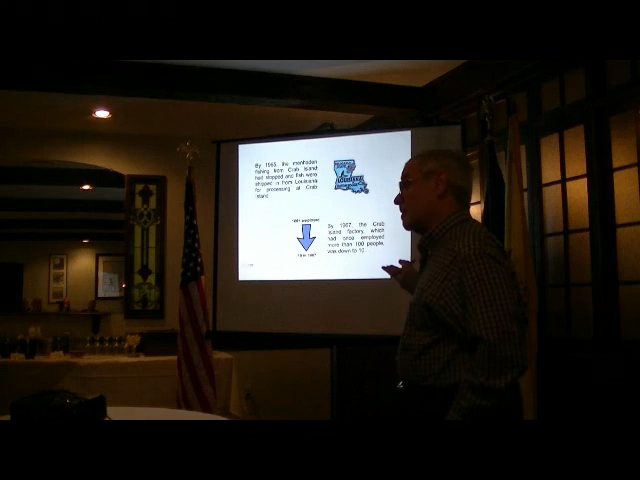 By 1965, the menhaden
fishing from Crab Island
had stopped and fish were
shipped in from Louisiana
for processing at Crab
Island
By 1967, the Crab
Island factory, which
had once employed
more than 100 people,
was down to 10.